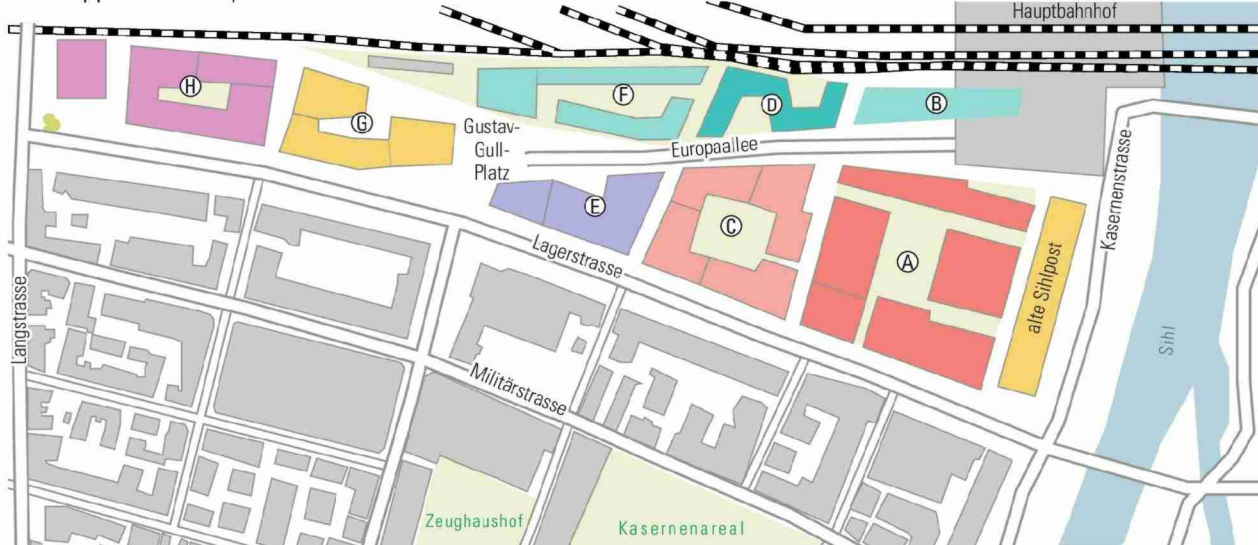 Hauptbahnhof
H
G
F
D
B
Gustav-
Gull-
Platz
Europaallee
Kasernenstrasse
E
C
A
Lagerstrasse
alte Sihlpost
Langstrasse
Sihl
Militärstrasse
Zeughaushof
Kasernenareal